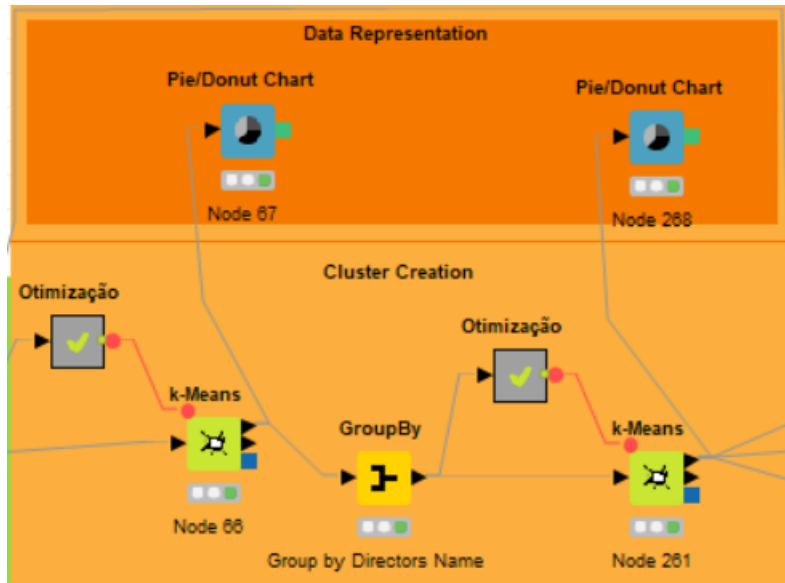 Data Representation
Pie/Donut Chart
Pie/Donut Chart
Node 67
Node 268
Cluster Creation
Otimização
Otimização
k-Means
GroupBy
k-Means
Node 66
Group by Directors Name
Node 261